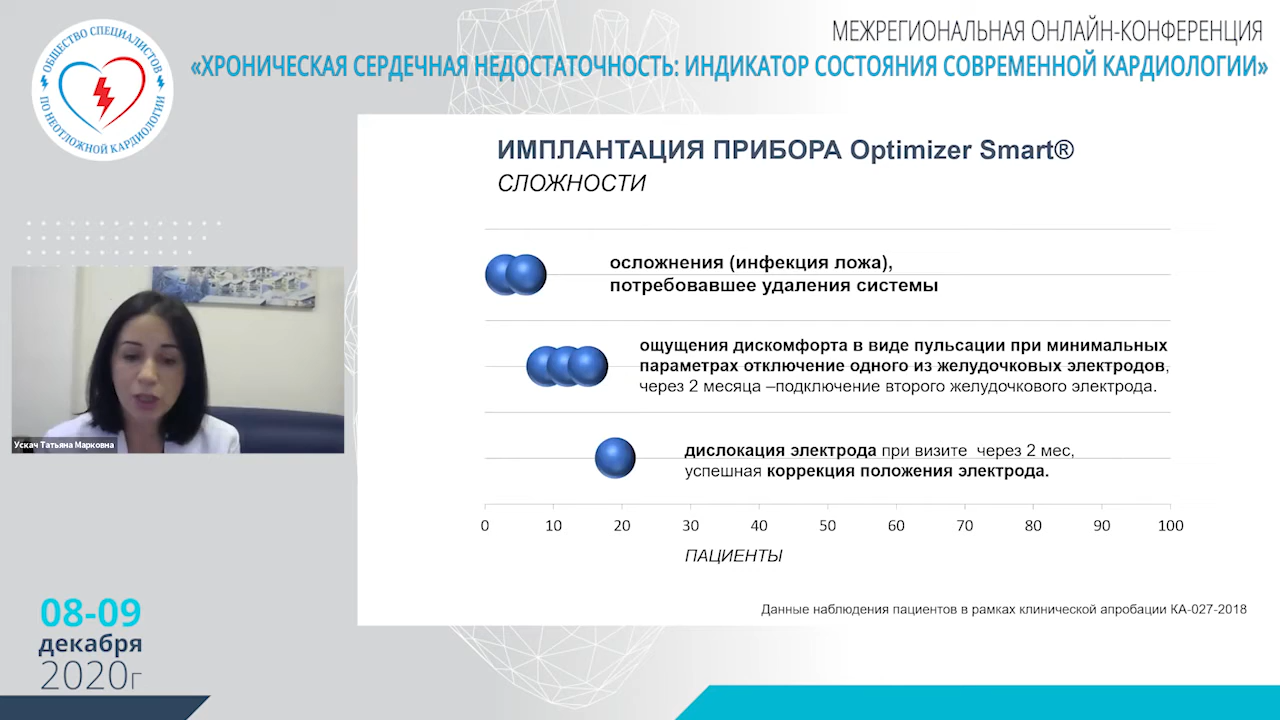 ОБЩЕСТВО СПЕЦИАЛИСТОВ
ПО НЕОТЛОЖНОЙ КАРДИОЛОГИИ
МЕЖРЕГИОНАЛЬНАЯ ОНЛАЙН-КОНФЕРЕНЦИЯ
«ХРОНИЧЕСКАЯ СЕРДЕЧНАЯ НЕДОСТАТОЧНОСТЬ: ИНДИКАТОР СОСТОЯНИЯ СОВРЕМЕННОЙ КАРДИОЛОГИИ»
ИМПЛАНТАЦИЯ ПРИБОРА Optimizer Smart®
СЛОЖНОСТИ
осложнения (инфекция ложа),
потребовавшее удаления системы
ощущения дискомфорта в виде пульсации при минимальных
параметрах отключение одного из желудочковых электродов,
через 2 месяца –подключение второго желудочкового электрода.
дислокация электрода при визите через 2 мес,
успешная коррекция положения электрода.
0 10 20 30 40 50 60 70 80 90 100
ПАЦИЕНТЫ
Данные наблюдения пациентов в рамках клинической апробации КА-027-2018
Ускач Татьяна Марковна
08-09
декабря
2020г